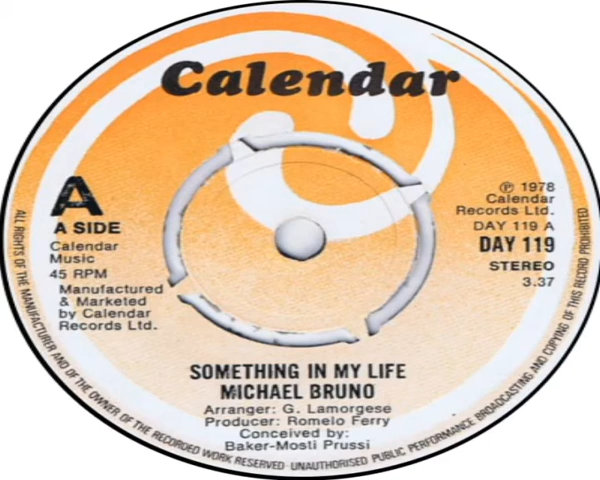 Calendar
A
A SIDE
Calendar
Music
45 RPM
Manufactured
& Marketed
by Calendar
Records Ltd.
℗ 1978
Calendar
Records Ltd.
DAY 119 A
DAY 119
STEREO
3.37
SOMETHING IN MY LIFE
MICHAEL BRUNO
Arranger: G. Lamorgese
Producer: Romelo Ferry
Conceived by:
Baker-Mosti Prussi
ALL RIGHTS OF THE MANUFACTURER AND OF THE OWNER OF THE RECORDED WORK RESERVED · UNAUTHORISED PUBLIC PERFORMANCE BROADCASTING AND COPYING OF THIS RECORD PROHIBITED